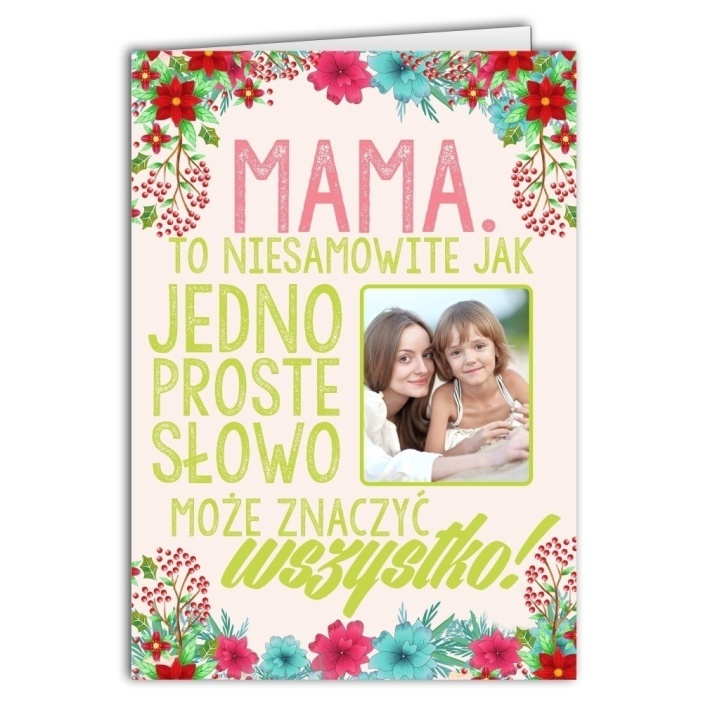 MAMA.
TO NIESAMOWITE JAK
JEDNO
PROSTE
SŁOWO
MOŻE ZNACZYĆ
wszystko!